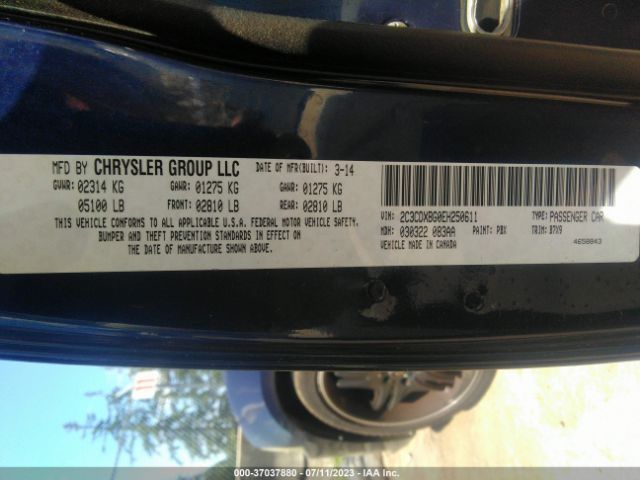 MFD BY CHRYSLER GROUP LLC DATE OF MFR(BUILT): 3-14
GVWR: 02314 KG GAWR: 01275 KG GAWR: 01275 KG
05100 LB FRONT: 02810 LB REAR: 02810 LB
THIS VEHICLE CONFORMS TO ALL APPLICABLE U.S.A. FEDERAL MOTOR VEHICLE SAFETY,
BUMPER AND THEFT PREVENTION STANDARDS IN EFFECT ON
THE DATE OF MANUFACTURE SHOWN ABOVE.
VIN: 2C3CDXBG0EH250611 TYPE: PASSENGER CAR
MDH: 030322 083AA PAINT: PBX TRIM: B7X9
VEHICLE MADE IN CANADA 4658843
000-37037880 - 07/11/2023 - IAA Inc.